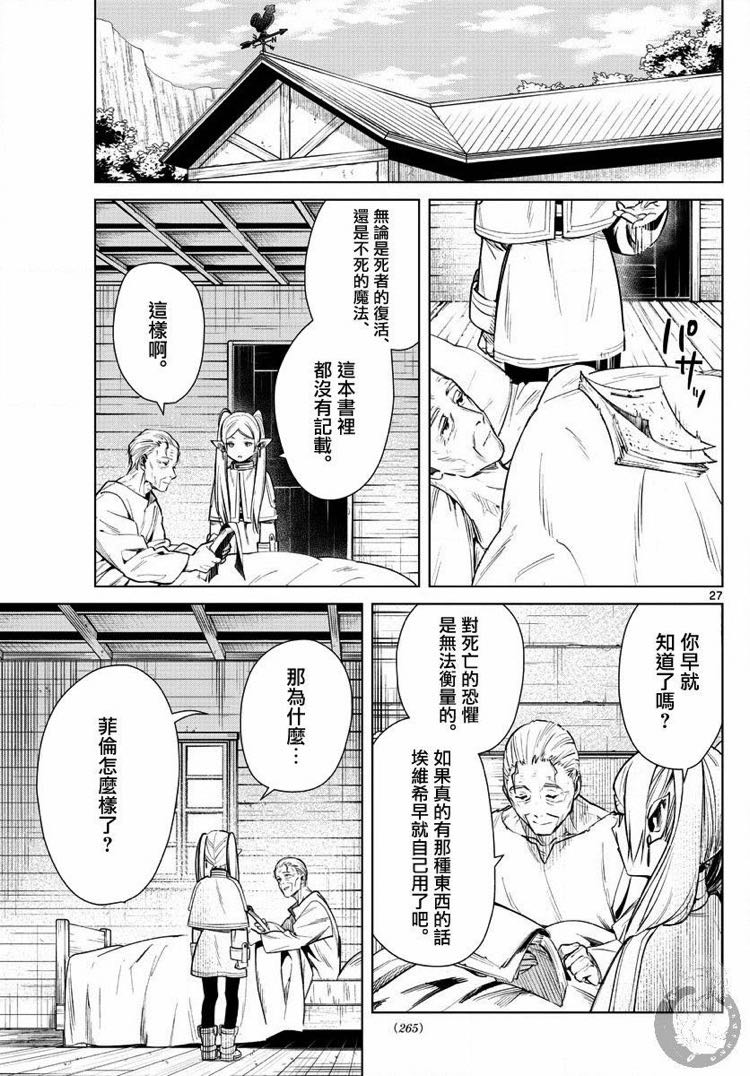 パサッ
無論是死者的復活、
還是不死的魔法、
這本書裡
都沒有記載。
這樣啊。
27
你早就
知道了嗎？
對死亡的恐懼
是無法衡量的。
如果真的有那種東西的話
埃維希早就自己用了吧。
那為什麼…
菲倫怎麼樣了？
(265)